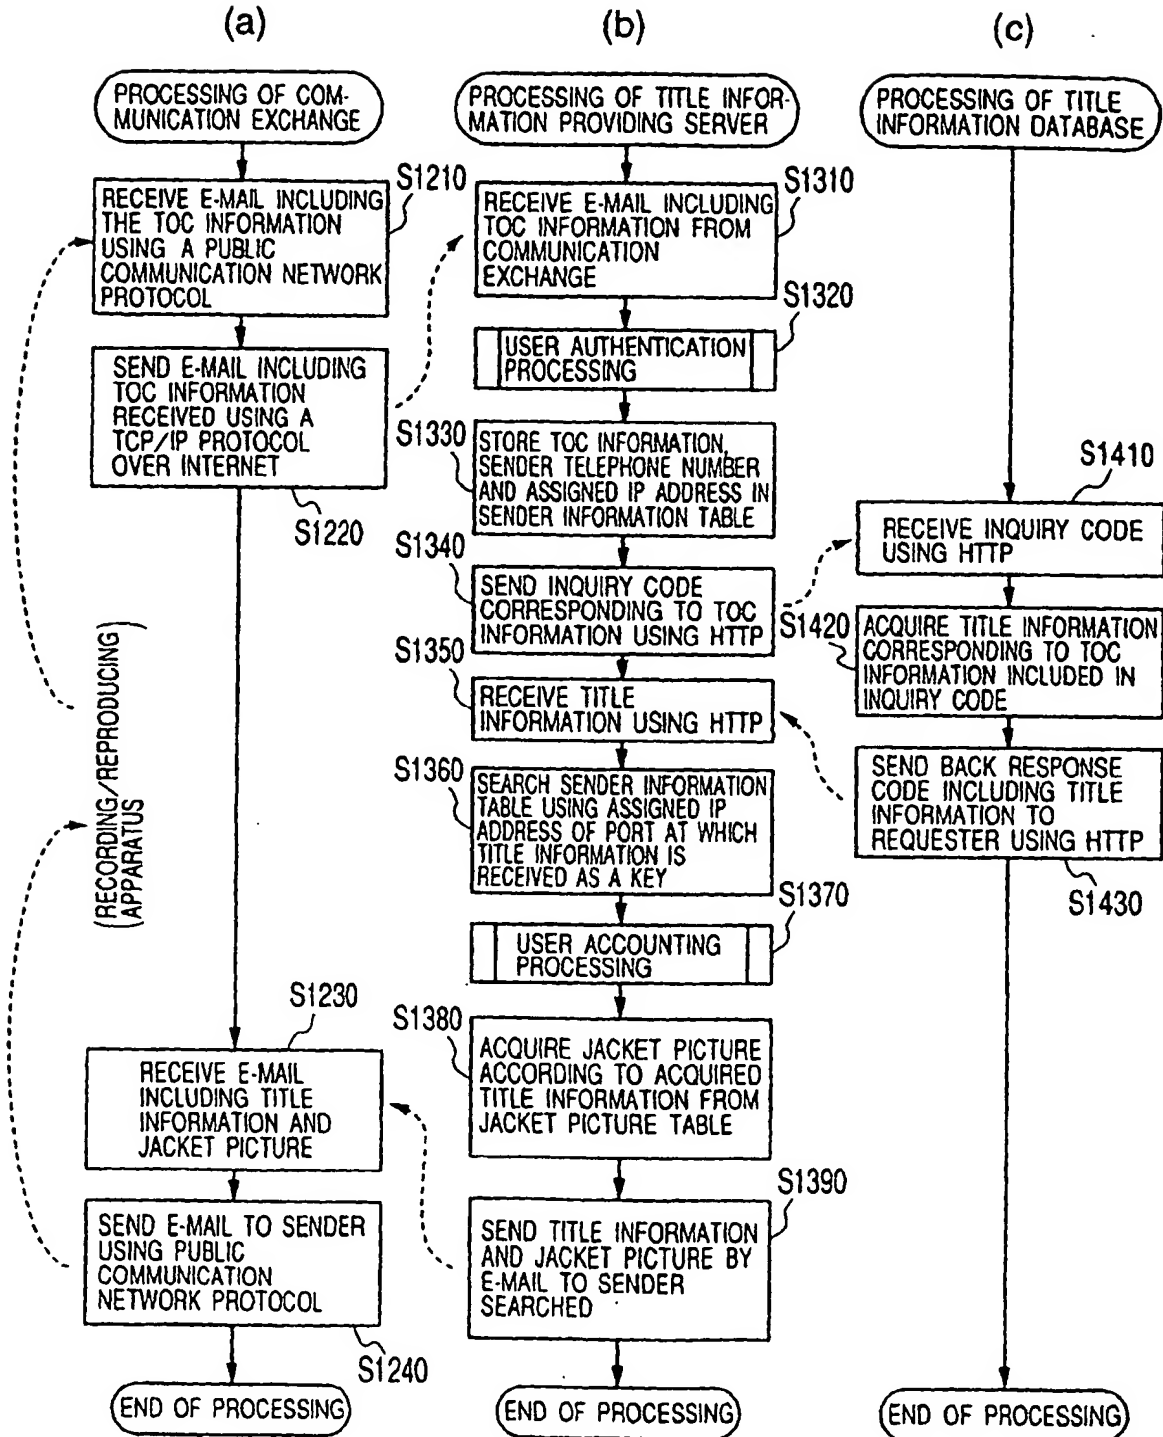 (a)
PROCESSING OF COM-
MUNICATION EXCHANGE
RECEIVE E-MAIL INCLUDING
THE TOC INFORMATION
USING A PUBLIC
COMMUNICATION NETWORK
PROTOCOL
S1210
SEND E-MAIL INCLUDING
TOC INFORMATION
RECEIVED USING A
TCP/IP PROTOCOL
OVER INTERNET
S1220
(RECORDING/REPRODUCING
APPARATUS)
S1230
RECEIVE E-MAIL
INCLUDING TITLE
INFORMATION AND
JACKET PICTURE
SEND E-MAIL TO SENDER
USING PUBLIC
COMMUNICATION
NETWORK PROTOCOL
S1240
END OF PROCESSING
(b)
PROCESSING OF TITLE INFOR-
MATION PROVIDING SERVER
S1310
RECEIVE E-MAIL INCLUDING
TOC INFORMATION FROM
COMMUNICATION
EXCHANGE
S1320
USER AUTHENTICATION
PROCESSING
S1330
STORE TOC INFORMATION,
SENDER TELEPHONE NUMBER
AND ASSIGNED IP ADDRESS IN
SENDER INFORMATION TABLE
S1340
SEND INQUIRY CODE
CORRESPONDING TO TOC
INFORMATION USING HTTP
S1350
RECEIVE TITLE
INFORMATION USING HTTP
S1360
SEARCH SENDER INFORMATION
TABLE USING ASSIGNED IP
ADDRESS OF PORT AT WHICH
TITLE INFORMATION IS
RECEIVED AS A KEY
S1370
USER ACCOUNTING
PROCESSING
S1380
ACQUIRE JACKET PICTURE
ACCORDING TO ACQUIRED
TITLE INFORMATION FROM
JACKET PICTURE TABLE
S1390
SEND TITLE INFORMATION
AND JACKET PICTURE BY
E-MAIL TO SENDER
SEARCHED
END OF PROCESSING
(c)
PROCESSING OF TITLE
INFORMATION DATABASE
S1410
RECEIVE INQUIRY CODE
USING HTTP
S1420
ACQUIRE TITLE INFORMATION
CORRESPONDING TO TOC
INFORMATION INCLUDED IN
INQUIRY CODE
SEND BACK RESPONSE
CODE INCLUDING TITLE
INFORMATION TO
REQUESTER USING HTTP
S1430
END OF PROCESSING